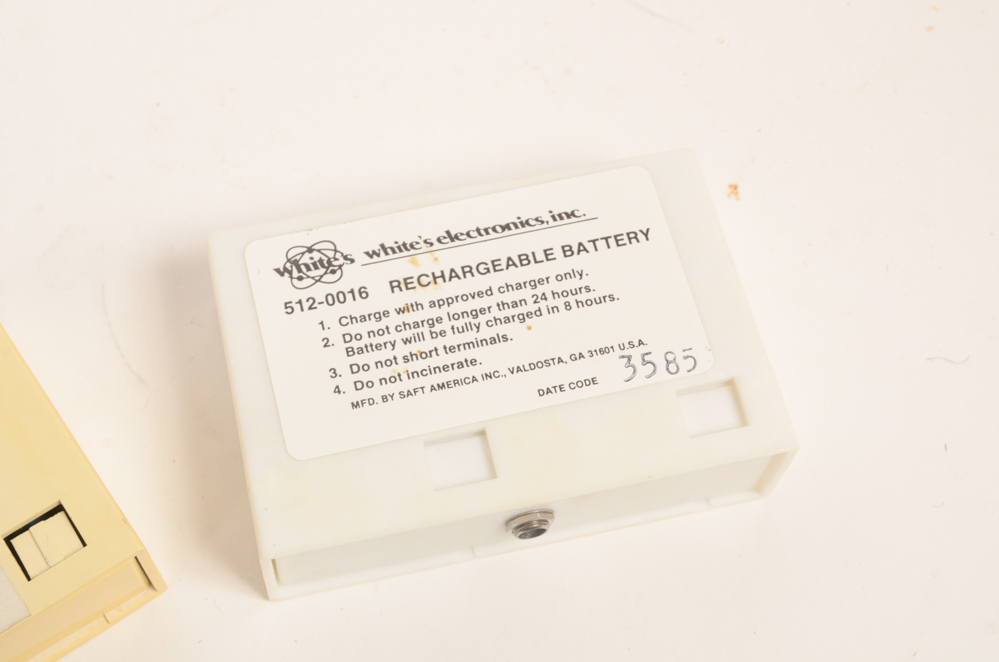 White's white's electronics, inc.
512-0016 RECHARGEABLE BATTERY
1. Charge with approved charger only.
2. Do not charge longer than 24 hours.
Battery will be fully charged in 8 hours.
3. Do not short terminals.
4. Do not incinerate.
MFD. BY SAFT AMERICA INC., VALDOSTA, GA 31601 U.S.A.
DATE CODE 3585